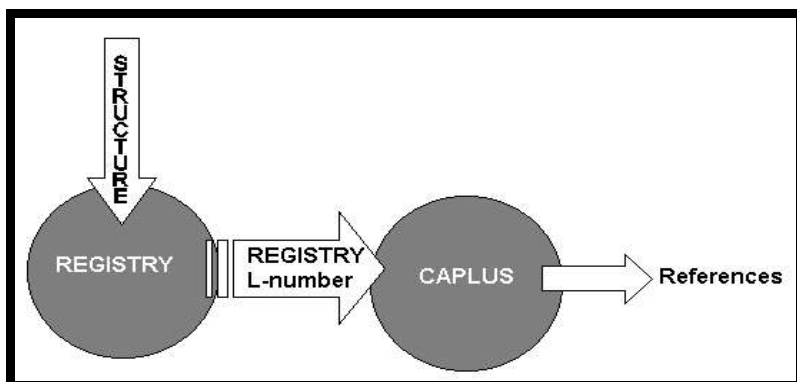 STRUCTURE
REGISTRY
REGISTRY
L-number
CAPLUS
References